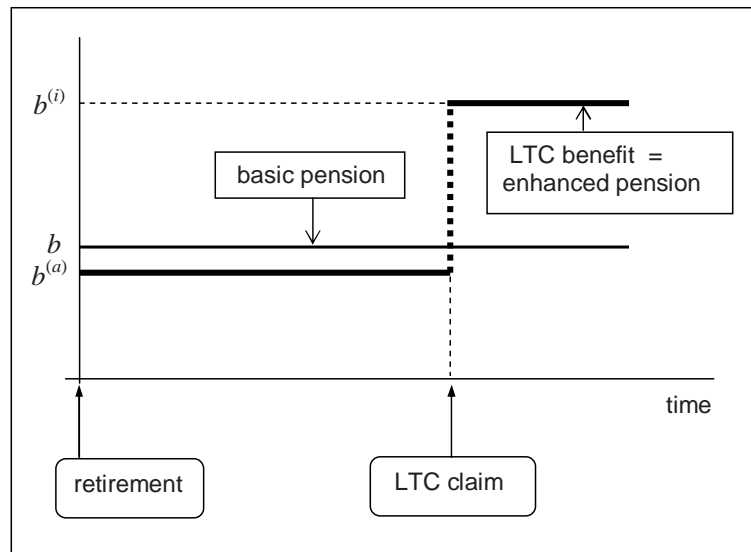 b^{(i)}
LTC benefit =
enhanced pension
basic pension
b
b^{(a)}
time
retirement
LTC claim